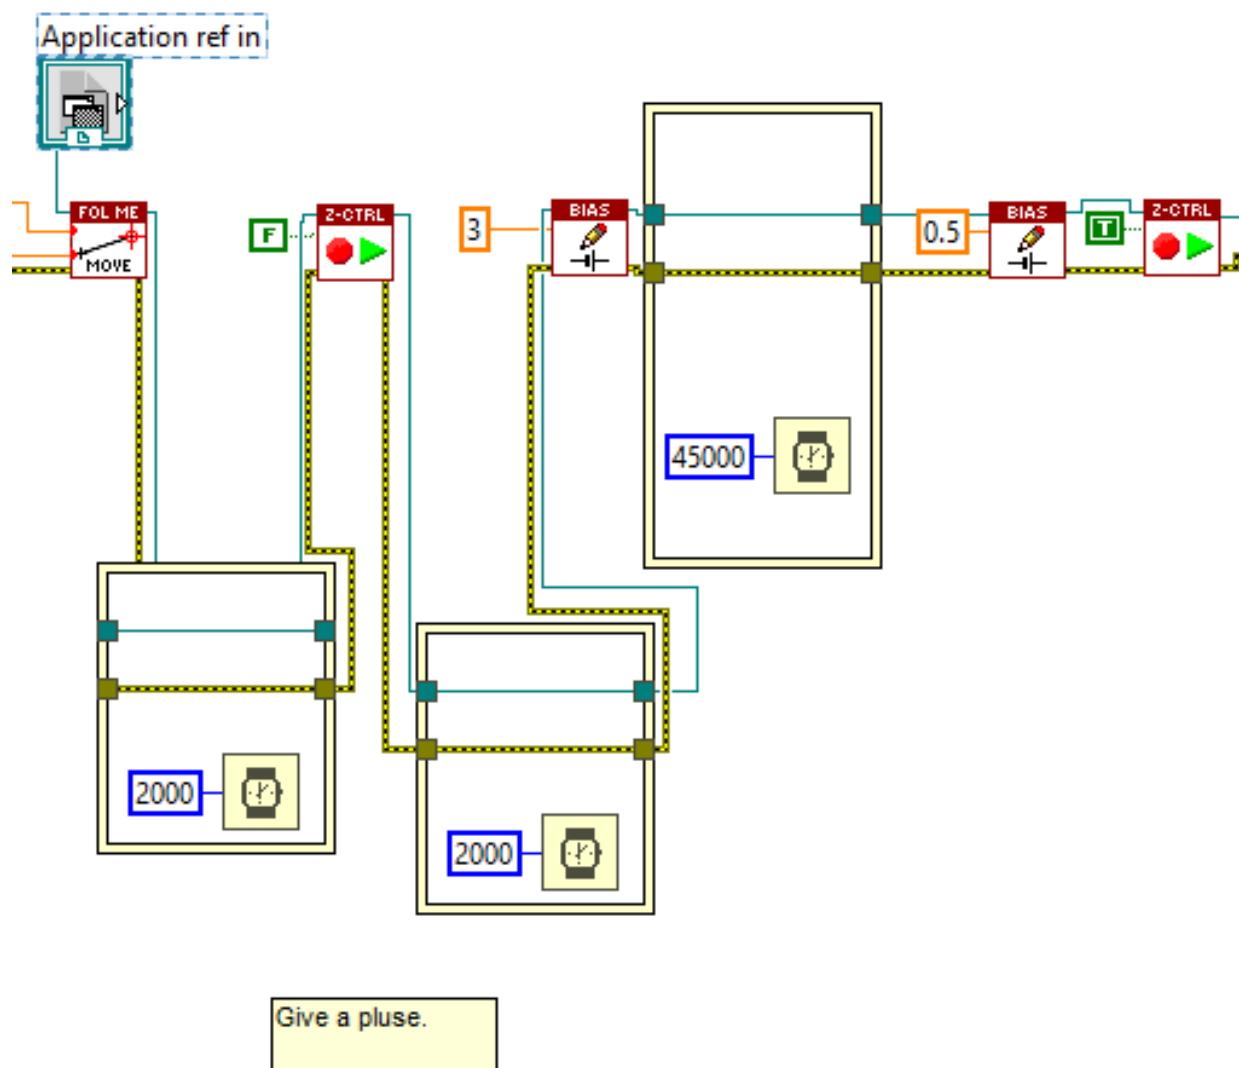 Application ref in
FOL ME
MOVE
F
Z-CTRL
3
BIAS
0.5
BIAS
T
Z-CTRL
45000
2000
2000
Give a pluse.